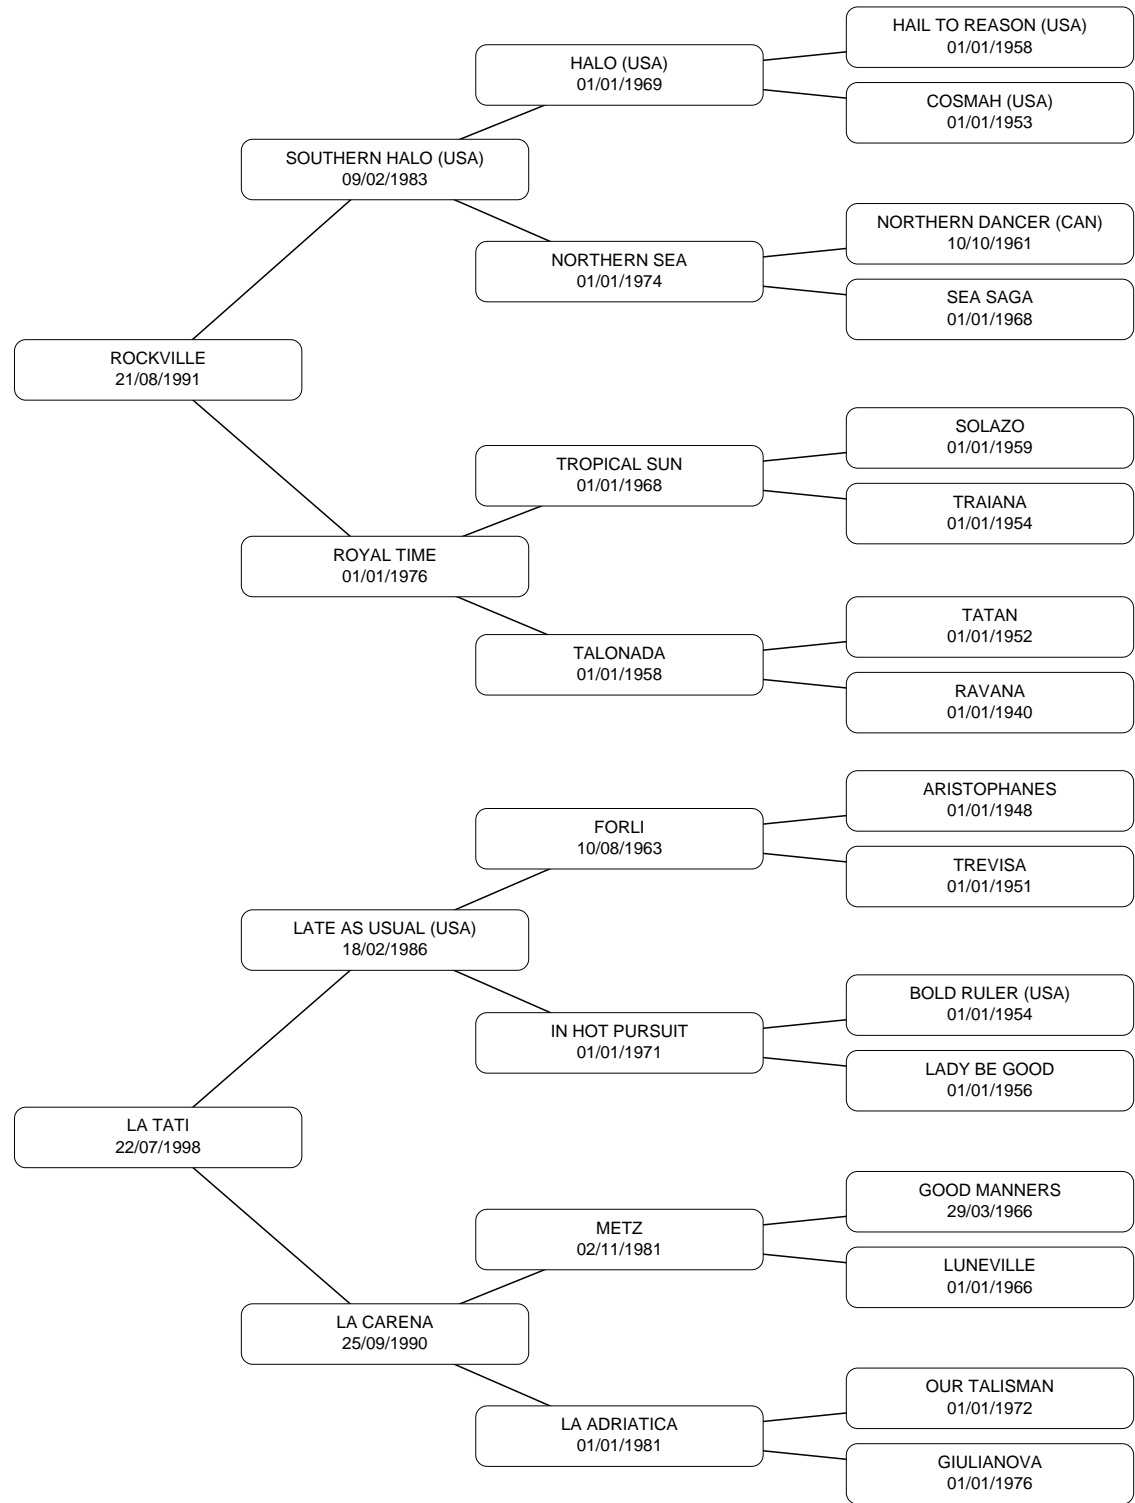 HAIL TO REASON (USA)
01/01/1958
HALO (USA)
01/01/1969
COSMAH (USA)
01/01/1953
SOUTHERN HALO (USA)
09/02/1983
NORTHERN DANCER (CAN)
10/10/1961
NORTHERN SEA
01/01/1974
SEA SAGA
01/01/1968
ROCKVILLE
21/08/1991
SOLAZO
01/01/1959
TROPICAL SUN
01/01/1968
TRAIANA
01/01/1954
ROYAL TIME
01/01/1976
TATAN
01/01/1952
TALONADA
01/01/1958
RAVANA
01/01/1940
ARISTOPHANES
01/01/1948
FORLI
10/08/1963
TREVISA
01/01/1951
LATE AS USUAL (USA)
18/02/1986
BOLD RULER (USA)
01/01/1954
IN HOT PURSUIT
01/01/1971
LADY BE GOOD
01/01/1956
LA TATI
22/07/1998
GOOD MANNERS
29/03/1966
METZ
02/11/1981
LUNEVILLE
01/01/1966
LA CARENA
25/09/1990
OUR TALISMAN
01/01/1972
LA ADRIATICA
01/01/1981
GIULIANOVA
01/01/1976